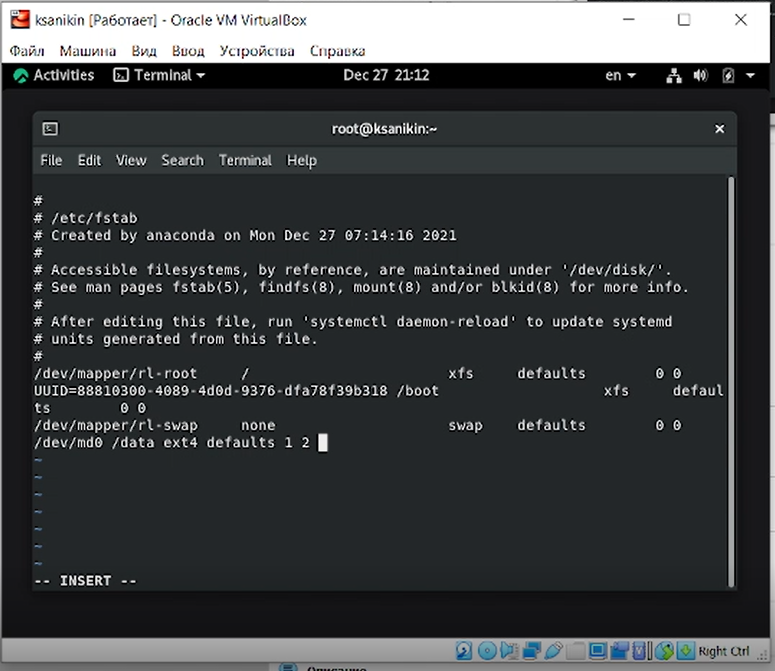 ksanikin [Работает] - Oracle VM VirtualBox
Файл Машина Вид Ввод Устройства Справка
Activities Terminal Dec 27 21:12 en
root@ksanikin:~
File Edit View Search Terminal Help
#
# /etc/fstab
# Created by anaconda on Mon Dec 27 07:14:16 2021
#
# Accessible filesystems, by reference, are maintained under '/dev/disk/'.
# See man pages fstab(5), findfs(8), mount(8) and/or blkid(8) for more info.
#
# After editing this file, run 'systemctl daemon-reload' to update systemd
# units generated from this file.
#
/dev/mapper/rl-root / xfs defaults 0 0
UUID=88810300-4089-4d0d-9376-dfa78f39b318 /boot xfs defaul
ts 0 0
/dev/mapper/rl-swap none swap defaults 0 0
/dev/md0 /data ext4 defaults 1 2
~
~
~
~
~
~
~
-- INSERT --
Right Ctrl
Описание